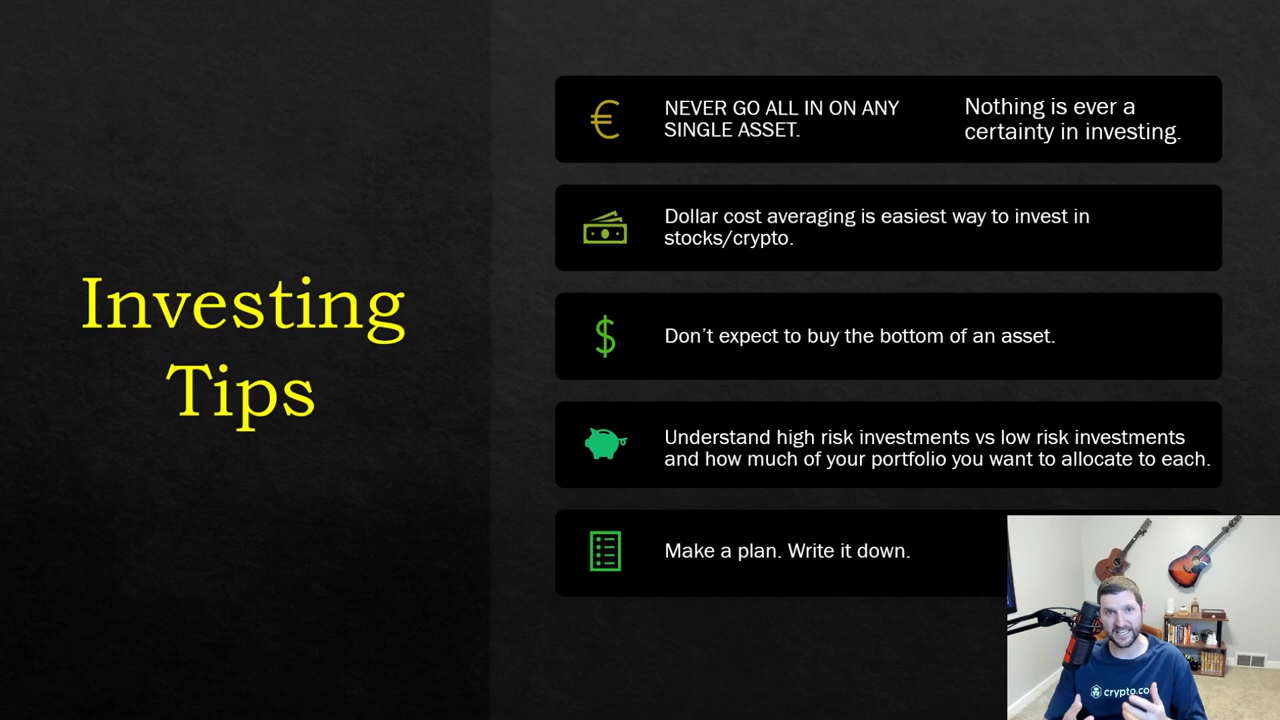 Investing
Tips
NEVER GO ALL IN ON ANY
SINGLE ASSET.
Nothing is ever a
certainty in investing.
Dollar cost averaging is easiest way to invest in
stocks/crypto.
Don’t expect to buy the bottom of an asset.
Understand high risk investments vs low risk investments
and how much of your portfolio you want to allocate to each.
Make a plan. Write it down.
crypto.co